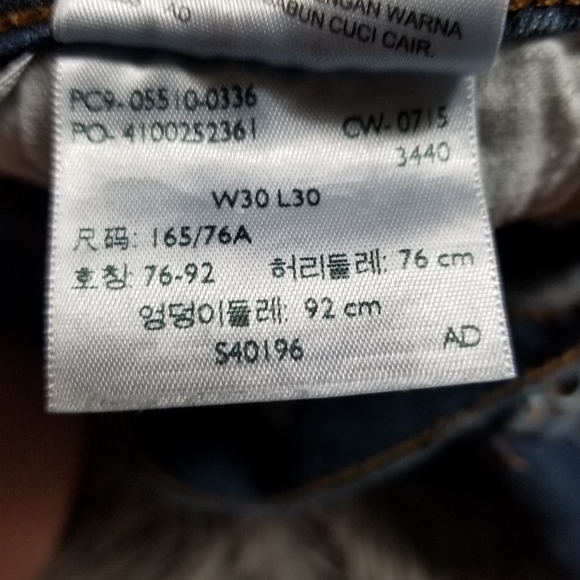 NGAN WARNA
ABUN CUCI CAIR.
PC9-05510-0336
PO-4100252361 CW-0715
3440
W30 L30
尺码: 165/76A
호칭 76-92 허리둘레: 76 cm
엉덩이둘레: 92 cm
S40196 AD